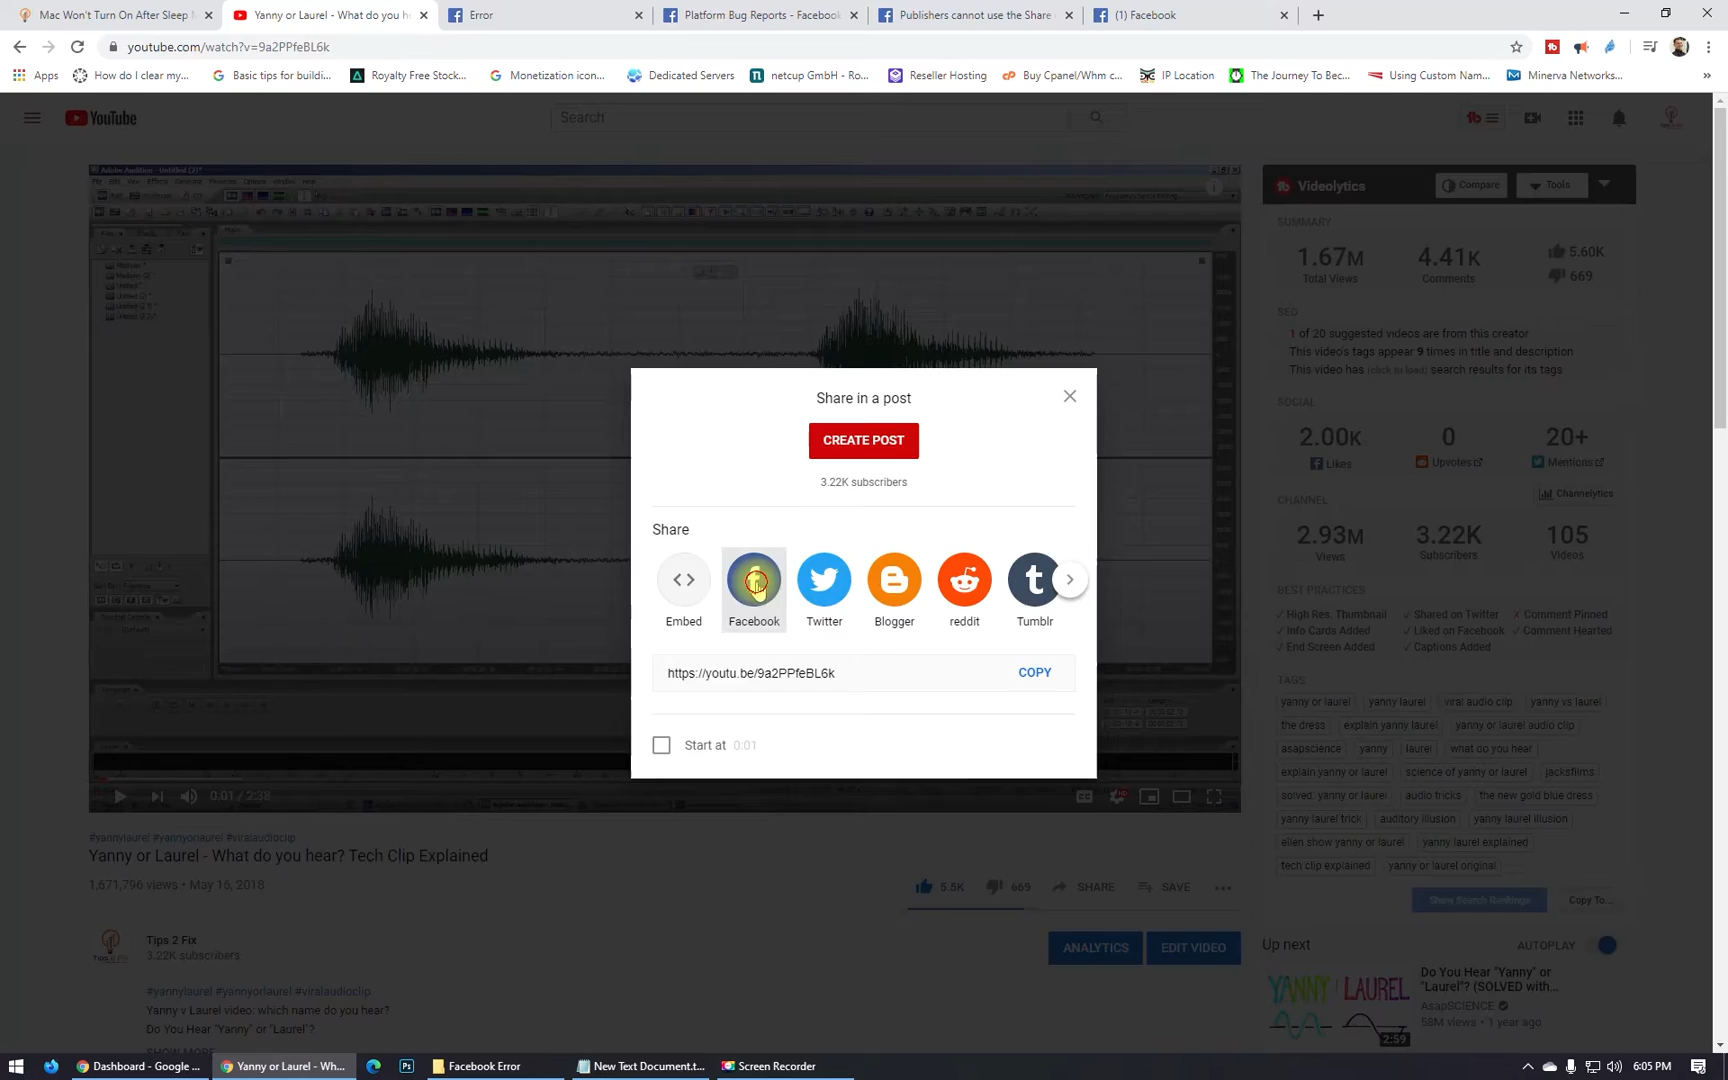 Mac Won't Turn On After Sleep
Yanny or Laurel - What do you h
Error
Platform Bug Reports - Facebook
Publishers cannot use the Share
(1) Facebook
youtube.com/watch?v=9a2PPfeBL6k
Apps
How do I clear my...
Basic tips for buildi...
Royalty Free Stock...
Monetization icon...
Dedicated Servers
netcup GmbH - Ro...
Reseller Hosting
Buy Cpanel/Whm c...
IP Location
The Journey To Bec...
Using Custom Nam...
Minerva Networks...
YouTube
Search
Videolytics
Compare
Tools
SUMMARY
1.67M
Total Views
4.41K
Comments
5.60K
669
SEO
1 of 20 suggested videos are from this creator
This video's tags appear 9 times in title and description
This video has (click to load) search results for its tags
SOCIAL
2.00K
Likes
0
Upvotes
20+
Mentions
CHANNEL
Channelytics
2.93M
Views
3.22K
Subscribers
105
Videos
BEST PRACTICES
✓ High Res. Thumbnail
✓ Shared on Twitter
✗ Comment Pinned
✓ Info Cards Added
✓ Liked on Facebook
✓ Comment Hearted
✓ End Screen Added
✓ Captions Added
TAGS
yanny or laurel
yanny laurel
viral audio clip
yanny vs laurel
the dress
explain yanny laurel
yanny or laurel audio clip
asapscience
yanny
laurel
what do you hear
explain yanny or laurel
science of yanny or laurel
jacksfilms
solved: yanny or laurel
audio tricks
the new gold blue dress
yanny laurel trick
auditory illusion
yanny laurel illusion
ellen show yanny or laurel
yanny laurel explained
tech clip explained
yanny or laurel original
Show Search Rankings
Copy To...
Share in a post
CREATE POST
3.22K subscribers
Share
Embed
Facebook
Twitter
Blogger
reddit
Tumblr
https://youtu.be/9a2PPfeBL6k
COPY
Start at 0:01
0:01 / 2:38
#yannylaurel #yannyorlaurel #viralaudioclip
Yanny or Laurel - What do you hear? Tech Clip Explained
1,671,796 views • May 16, 2018
5.5K
669
SHARE
SAVE
Tips 2 Fix
3.22K subscribers
ANALYTICS
EDIT VIDEO
#yannylaurel #yannyorlaurel #viralaudioclip
Yanny v Laurel video: which name do you hear?
Do You Hear "Yanny" or "Laurel"?
SHOW MORE
Up next
AUTOPLAY
YANNY
LAUREL
2:59
Do You Hear "Yanny" or
"Laurel"? (SOLVED with...
AsapSCIENCE
58M views • 1 year ago
Dashboard - Google ...
Yanny or Laurel - Wh...
Facebook Error
New Text Document.t...
Screen Recorder
6:05 PM